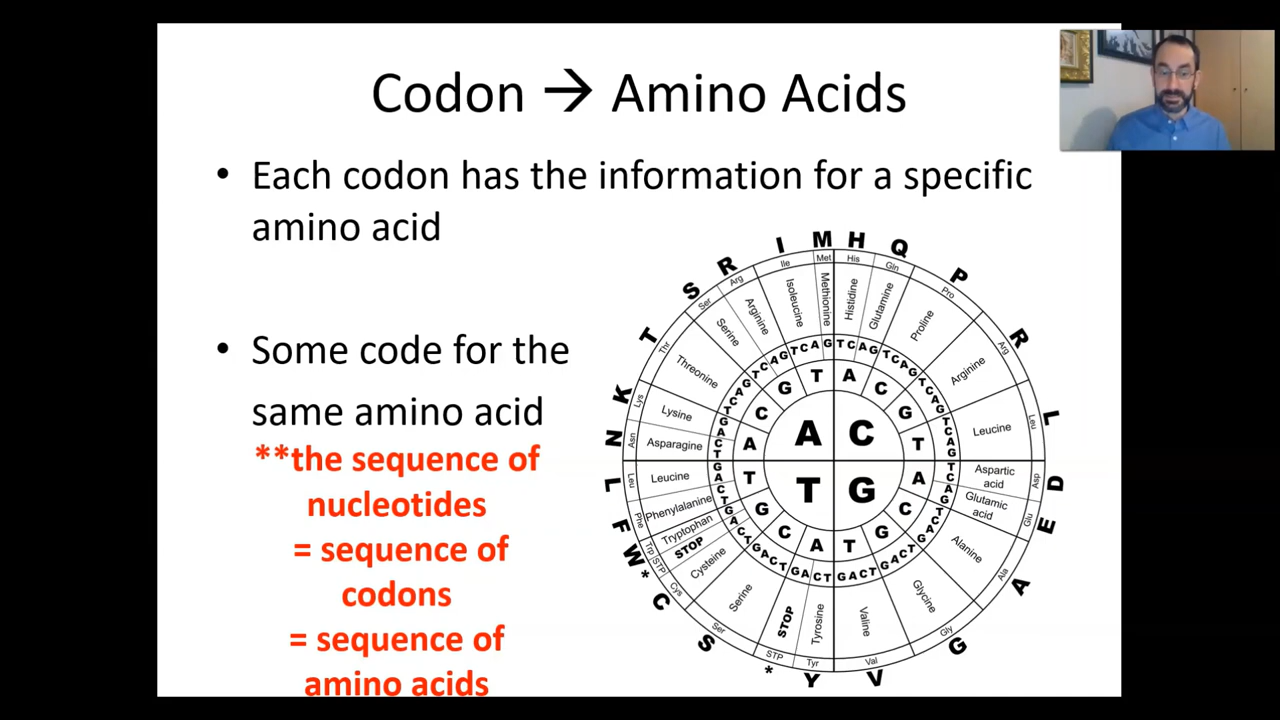 Codon → Amino Acids
• Each codon has the information for a specific
amino acid
• Some code for the
same amino acid
**the sequence of
nucleotides
= sequence of
codons
= sequence of
amino acids
I M H Q P R L D E A G V Y * S C W * F L N K T S R
Ile Met His Gln Pro Arg Leu Asp Glu Ala Gly Val Tyr STP Ser Cys Trp STP Phe Leu Asn Lys Thr Ser Arg
Isoleucine
Methionine
Histidine
Glutamine
Proline
Arginine
Leucine
Aspartic
acid
Glutamic
acid
Alanine
Glycine
Valine
Tyrosine
STOP
Serine
Cysteine
STOP
Tryptophan
Phenylalanine
Leucine
Asparagine
Lysine
Threonine
Serine
Arginine
T C A G T C A G T C A G T C A G
T C A G T C A G T C A G T C A G
T C A G T C A G T C A G T C A G
T C A G T C A G T C A G T C A G
A C G T
A C G T
A C G T
A C G T
A C
T G